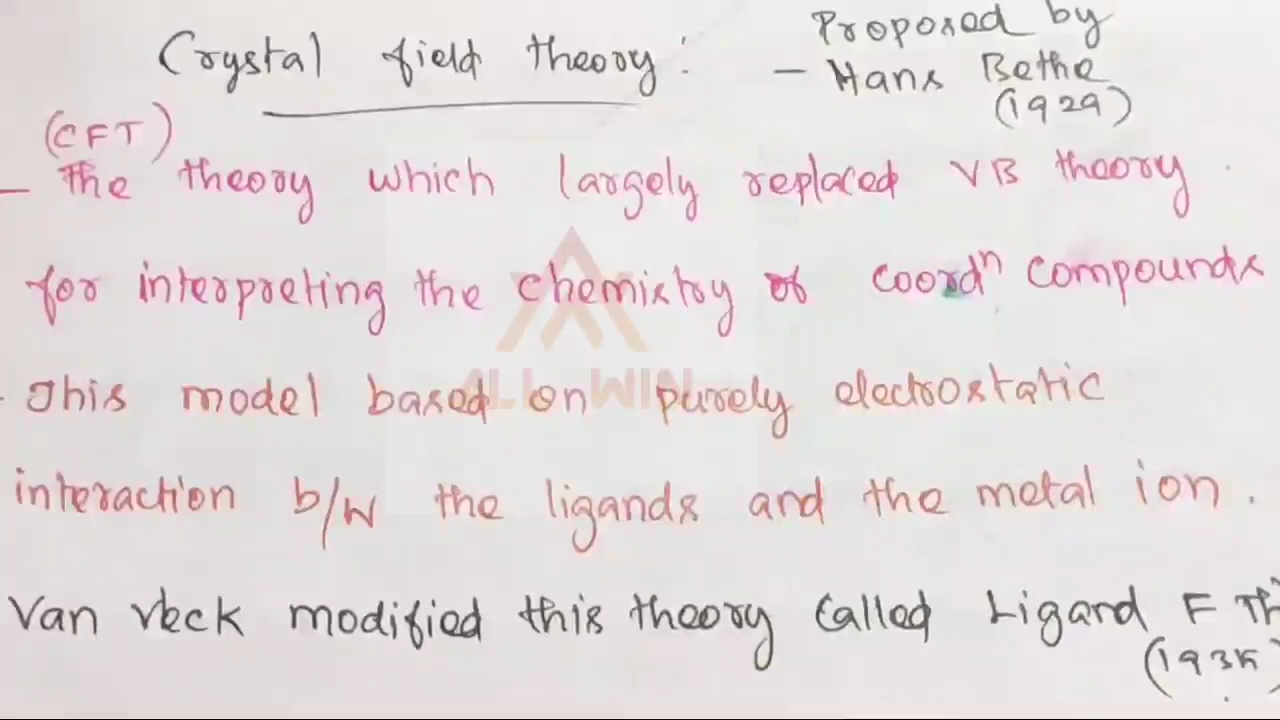 Crystal field theory :
Proposed by
- Hans Bethe
(1929)
(CFT)
- The theory which largely replaced VB theory
for interpreting the chemistry of coordⁿ compounds
- This model based on purely electrostatic
interaction b/w the ligands and the metal ion.
Van vleck modified this theory called Ligand F Th
(1935)
ALL WIN